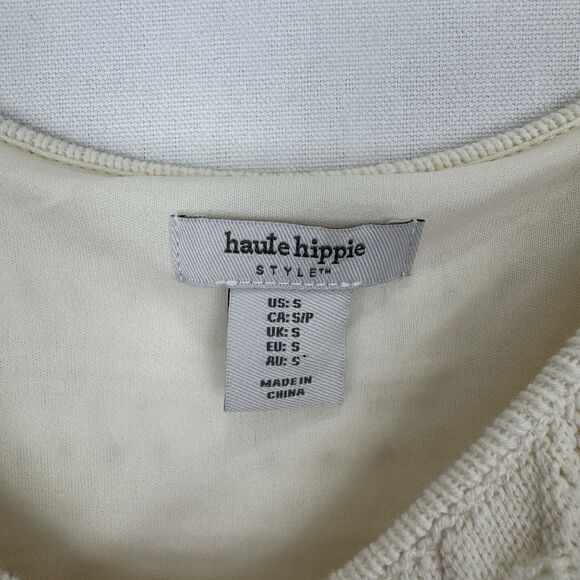 haute hippie
STYLE™
US: S
CA: S/P
UK: S
EU: S
AU: S
MADE IN
CHINA